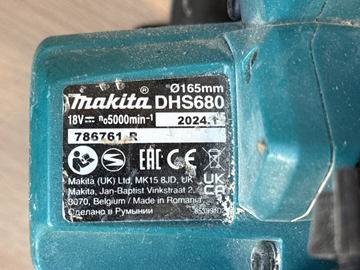 Ø165mm
makita® DHS680
18V⎓ n₀5000min⁻¹ 2024.1
786761 R
EAC CE
Makita (UK) Ltd, MK15 8JD, UK UK
Makita, Jan-Baptist Vinkstraat 2, CA
3070, Belgium / Made in Romania
Сделано в Румынии